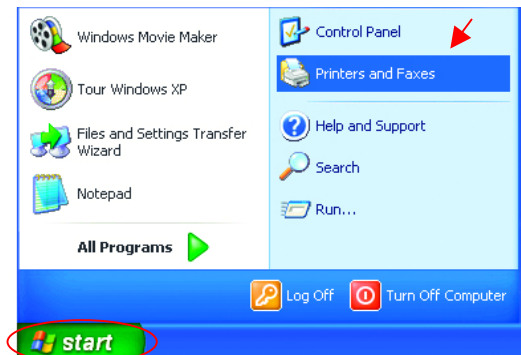 Windows Movie Maker
Tour Windows XP
Files and Settings Transfer
Wizard
Notepad
All Programs
Control Panel
Printers and Faxes
Help and Support
Search
Run...
Log Off
Turn Off Computer
start